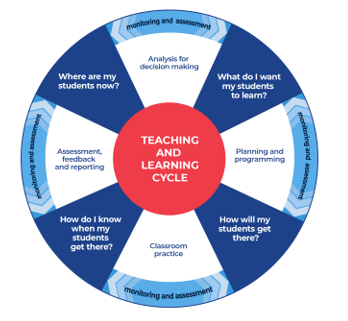 monitoring and assessment
Analysis for
decision making
Where are my
students now?
What do I want
my students
to learn?
monitoring and assessment
Assessment,
feedback
and reporting
TEACHING
AND
LEARNING
CYCLE
Planning and
programming
monitoring and assessment
How do I know
when my
students
get there?
How will my
students get
there?
Classroom
practice
monitoring and assessment